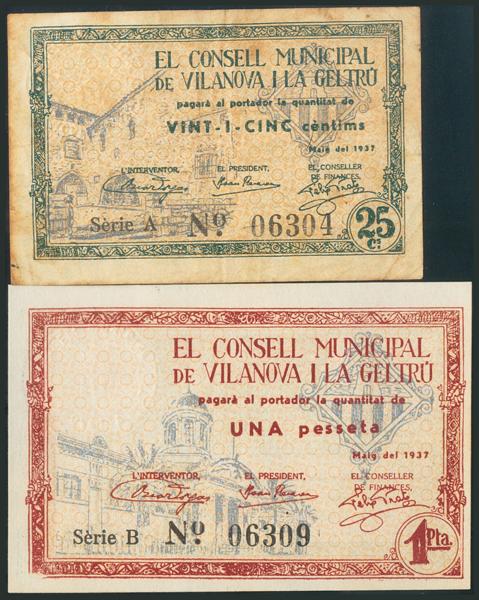 EL CONSELL MUNICIPAL
DE VILANOVA I LA GELTRÚ
pagarà al portador la quantitat de
VINT-I-CINC cèntims
Maig del 1937
L'INTERVENTOR, EL PRESIDENT, EL CONSELLER DE FINANCES,
Sèrie A Nº 06304
25 Ct
EL CONSELL MUNICIPAL
DE VILANOVA I LA GELTRÚ
pagarà al portador la quantitat de
UNA pesseta
Maig del 1937
L'INTERVENTOR, EL PRESIDENT, EL CONSELLER DE FINANCES,
Sèrie B Nº 06309
1 Pta.